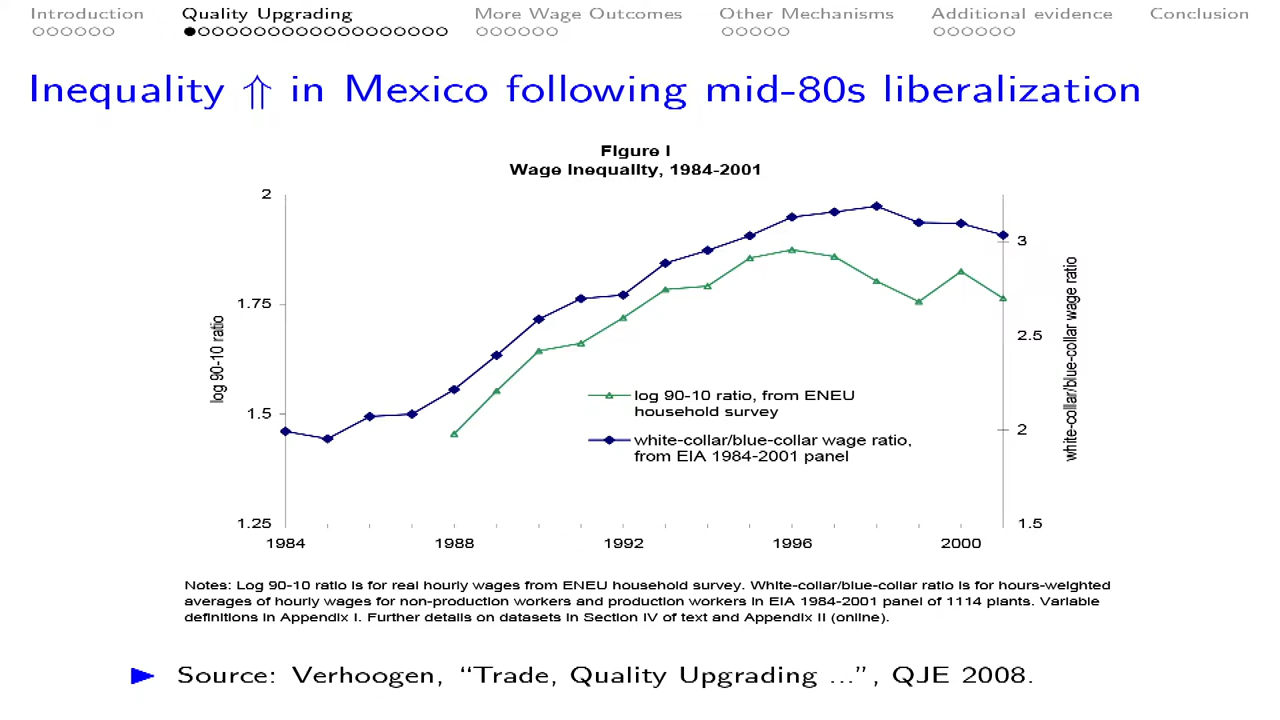 Introduction Quality Upgrading More Wage Outcomes Other Mechanisms Additional evidence Conclusion
Inequality ⇑ in Mexico following mid-80s liberalization
Figure I
Wage Inequality, 1984-2001
2
1.75
1.5
1.25
log 90-10 ratio
3
2.5
2
1.5
white-collar/blue-collar wage ratio
log 90-10 ratio, from ENEU
household survey
white-collar/blue-collar wage ratio,
from EIA 1984-2001 panel
1984 1988 1992 1996 2000
Notes: Log 90-10 ratio is for real hourly wages from ENEU household survey. White-collar/blue-collar ratio is for hours-weighted
averages of hourly wages for non-production workers and production workers in EIA 1984-2001 panel of 1114 plants. Variable
definitions in Appendix I. Further details on datasets in Section IV of text and Appendix II (online).
Source: Verhoogen, “Trade, Quality Upgrading ...”, QJE 2008.